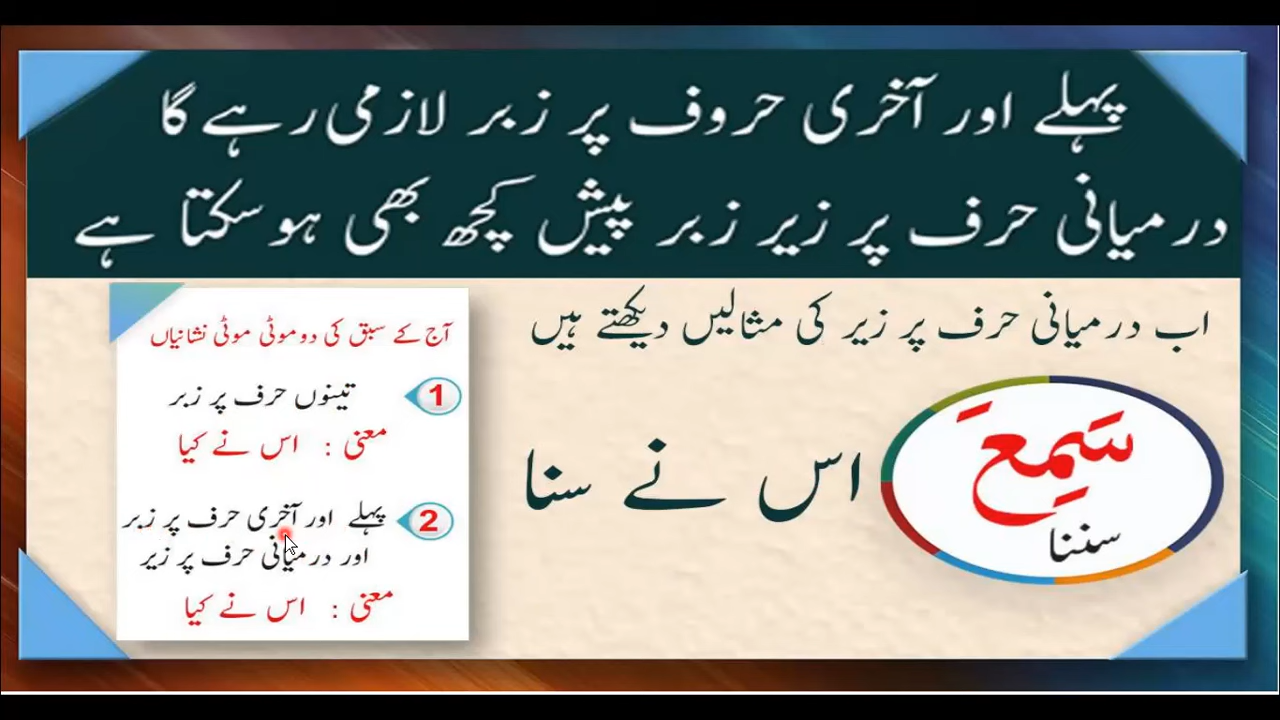 پہلے اور آخری حروف پر زبر لازمی رہے گا
درمیانی حرف پر زیر زبر پیش کچھ بھی ہو سکتا ہے
اب درمیانی حرف پر زیر کی مثالیں دیکھتے ہیں
سَمِعَ
سننا
اس نے سنا
آج کے سبق کی دو موٹی موٹی نشانیاں
1 تینوں حرف پر زبر
معنی : اس نے کیا
2 پہلے اور آخری حرف پر زبر
اور درمیانی حرف پر زیر
معنی : اس نے کیا